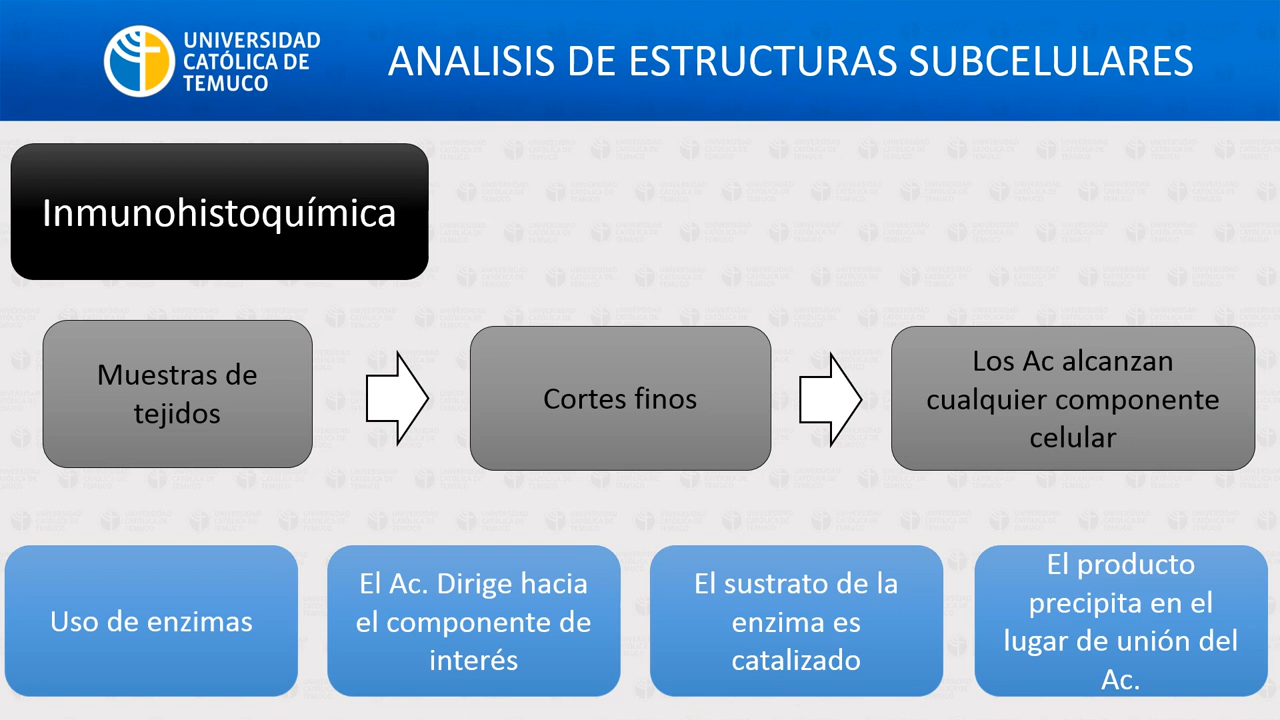 UNIVERSIDAD
CATÓLICA DE
TEMUCO
ANALISIS DE ESTRUCTURAS SUBCELULARES
Inmunohistoquímica
Muestras de
tejidos
Cortes finos
Los Ac alcanzan
cualquier componente
celular
Uso de enzimas
El Ac. Dirige hacia
el componente de
interés
El sustrato de la
enzima es
catalizado
El producto
precipita en el
lugar de unión del
Ac.